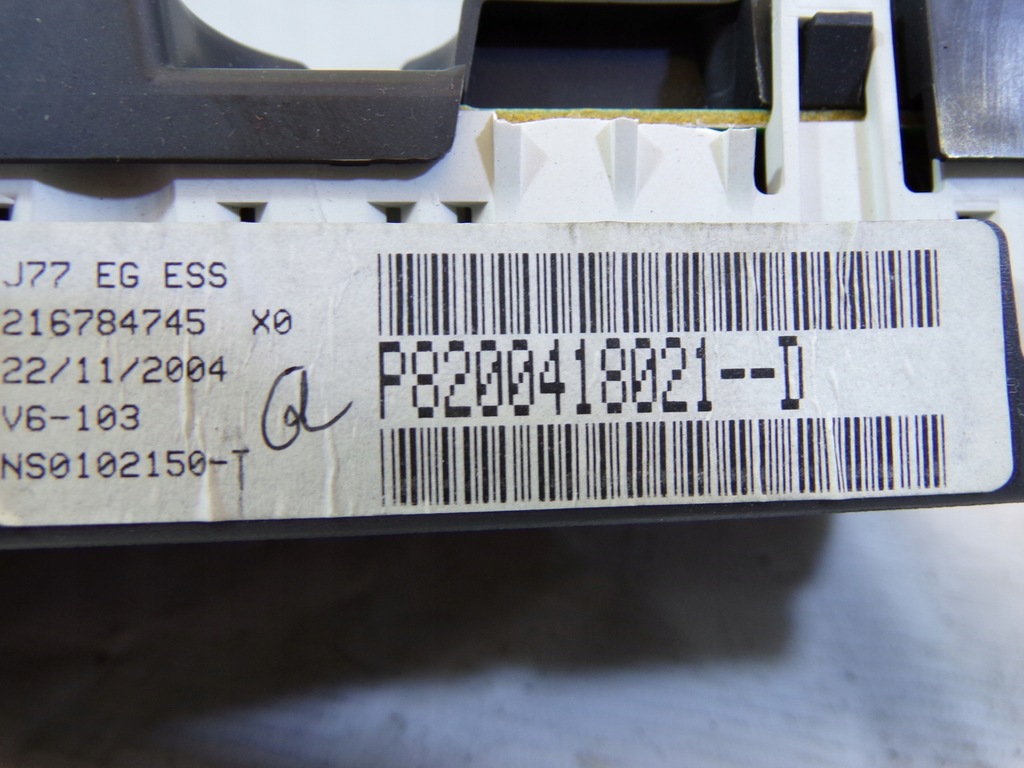 J77 EG ESS
216784745 X0
22/11/2004
V6-103
NS0102150-T
P8200418021--D